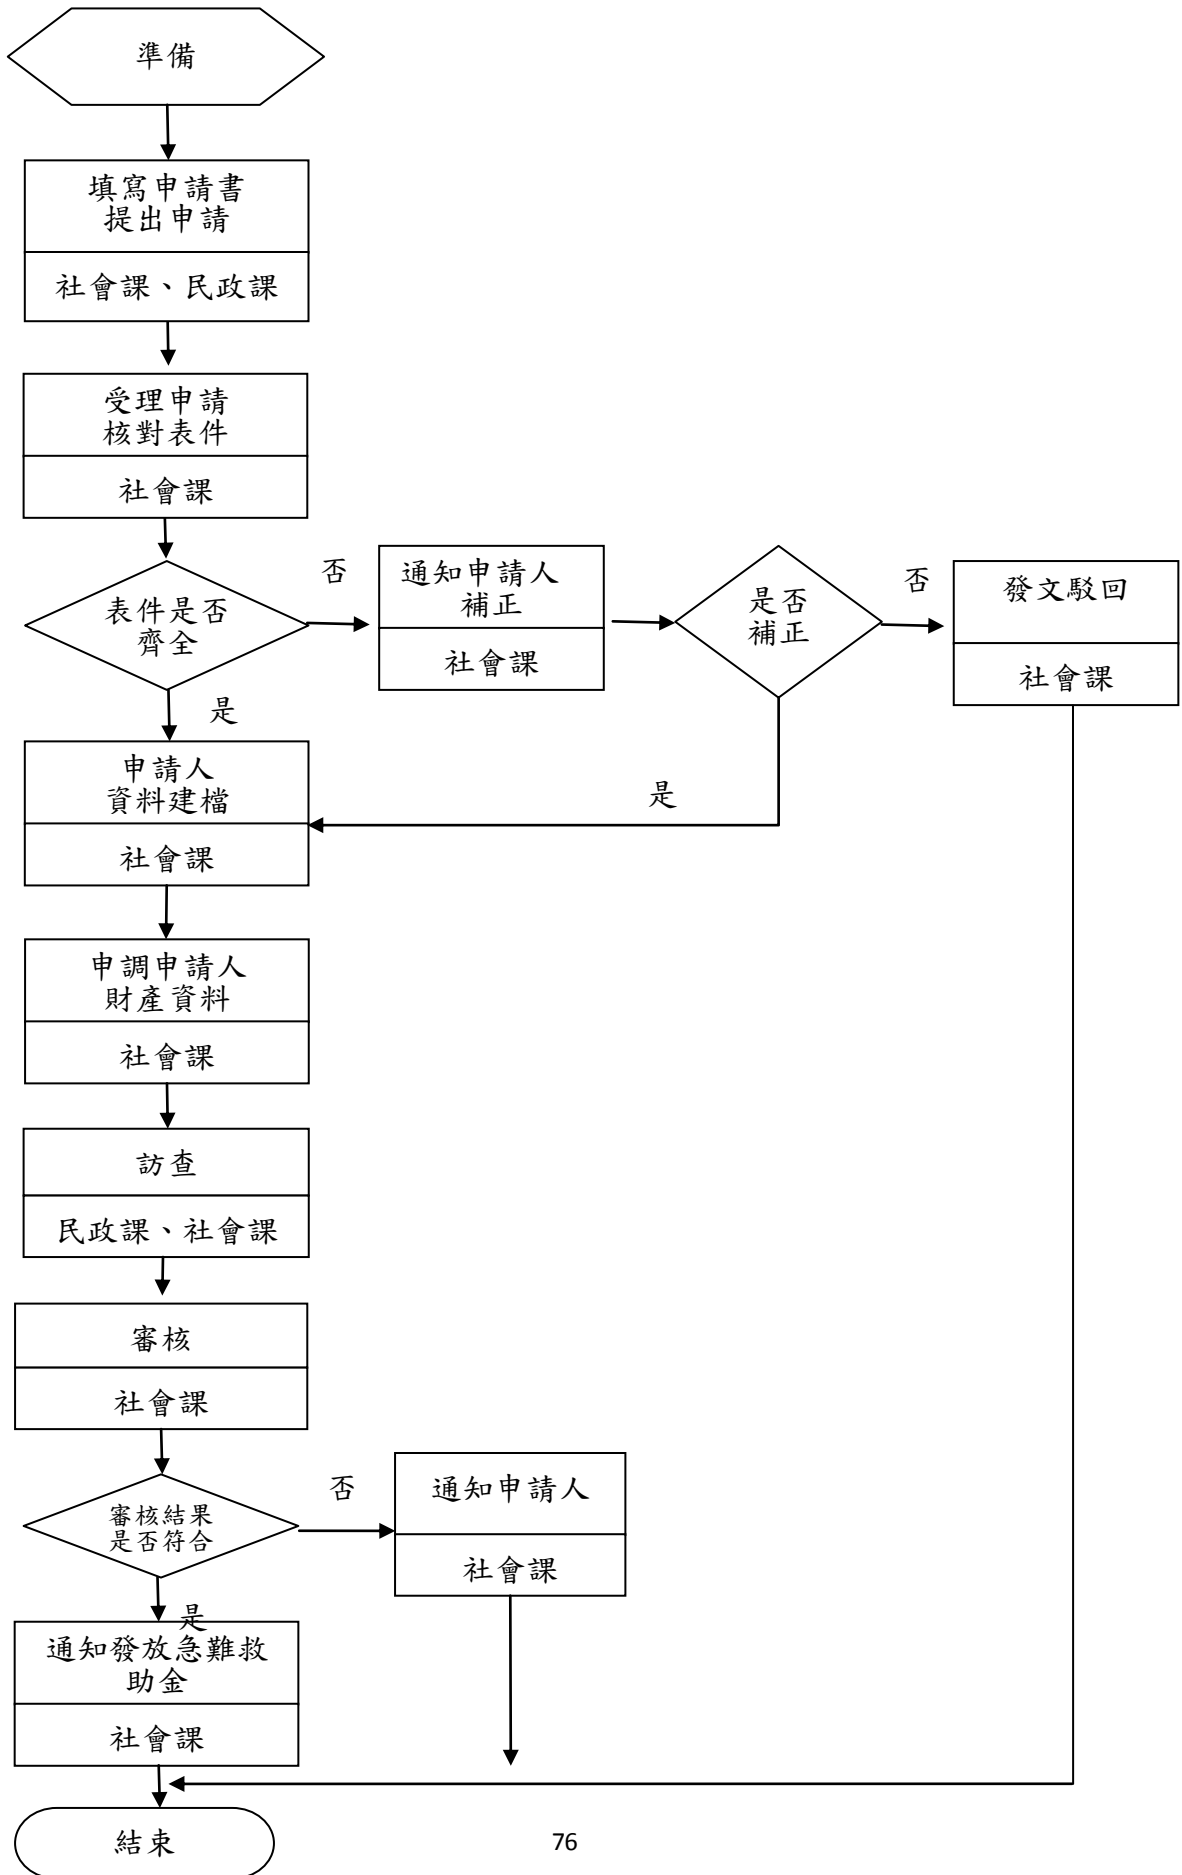 準備
填寫申請書
提出申請
社會課、民政課
受理申請
核對表件
社會課
表件是否
齊全
否
通知申請人
補正
社會課
是否
補正
否
發文駁回
社會課
是
是
申請人
資料建檔
社會課
申調申請人
財產資料
社會課
訪查
民政課、社會課
審核
社會課
審核結果
是否符合
否
通知申請人
社會課
是
通知發放急難救
助金
社會課
結束
76